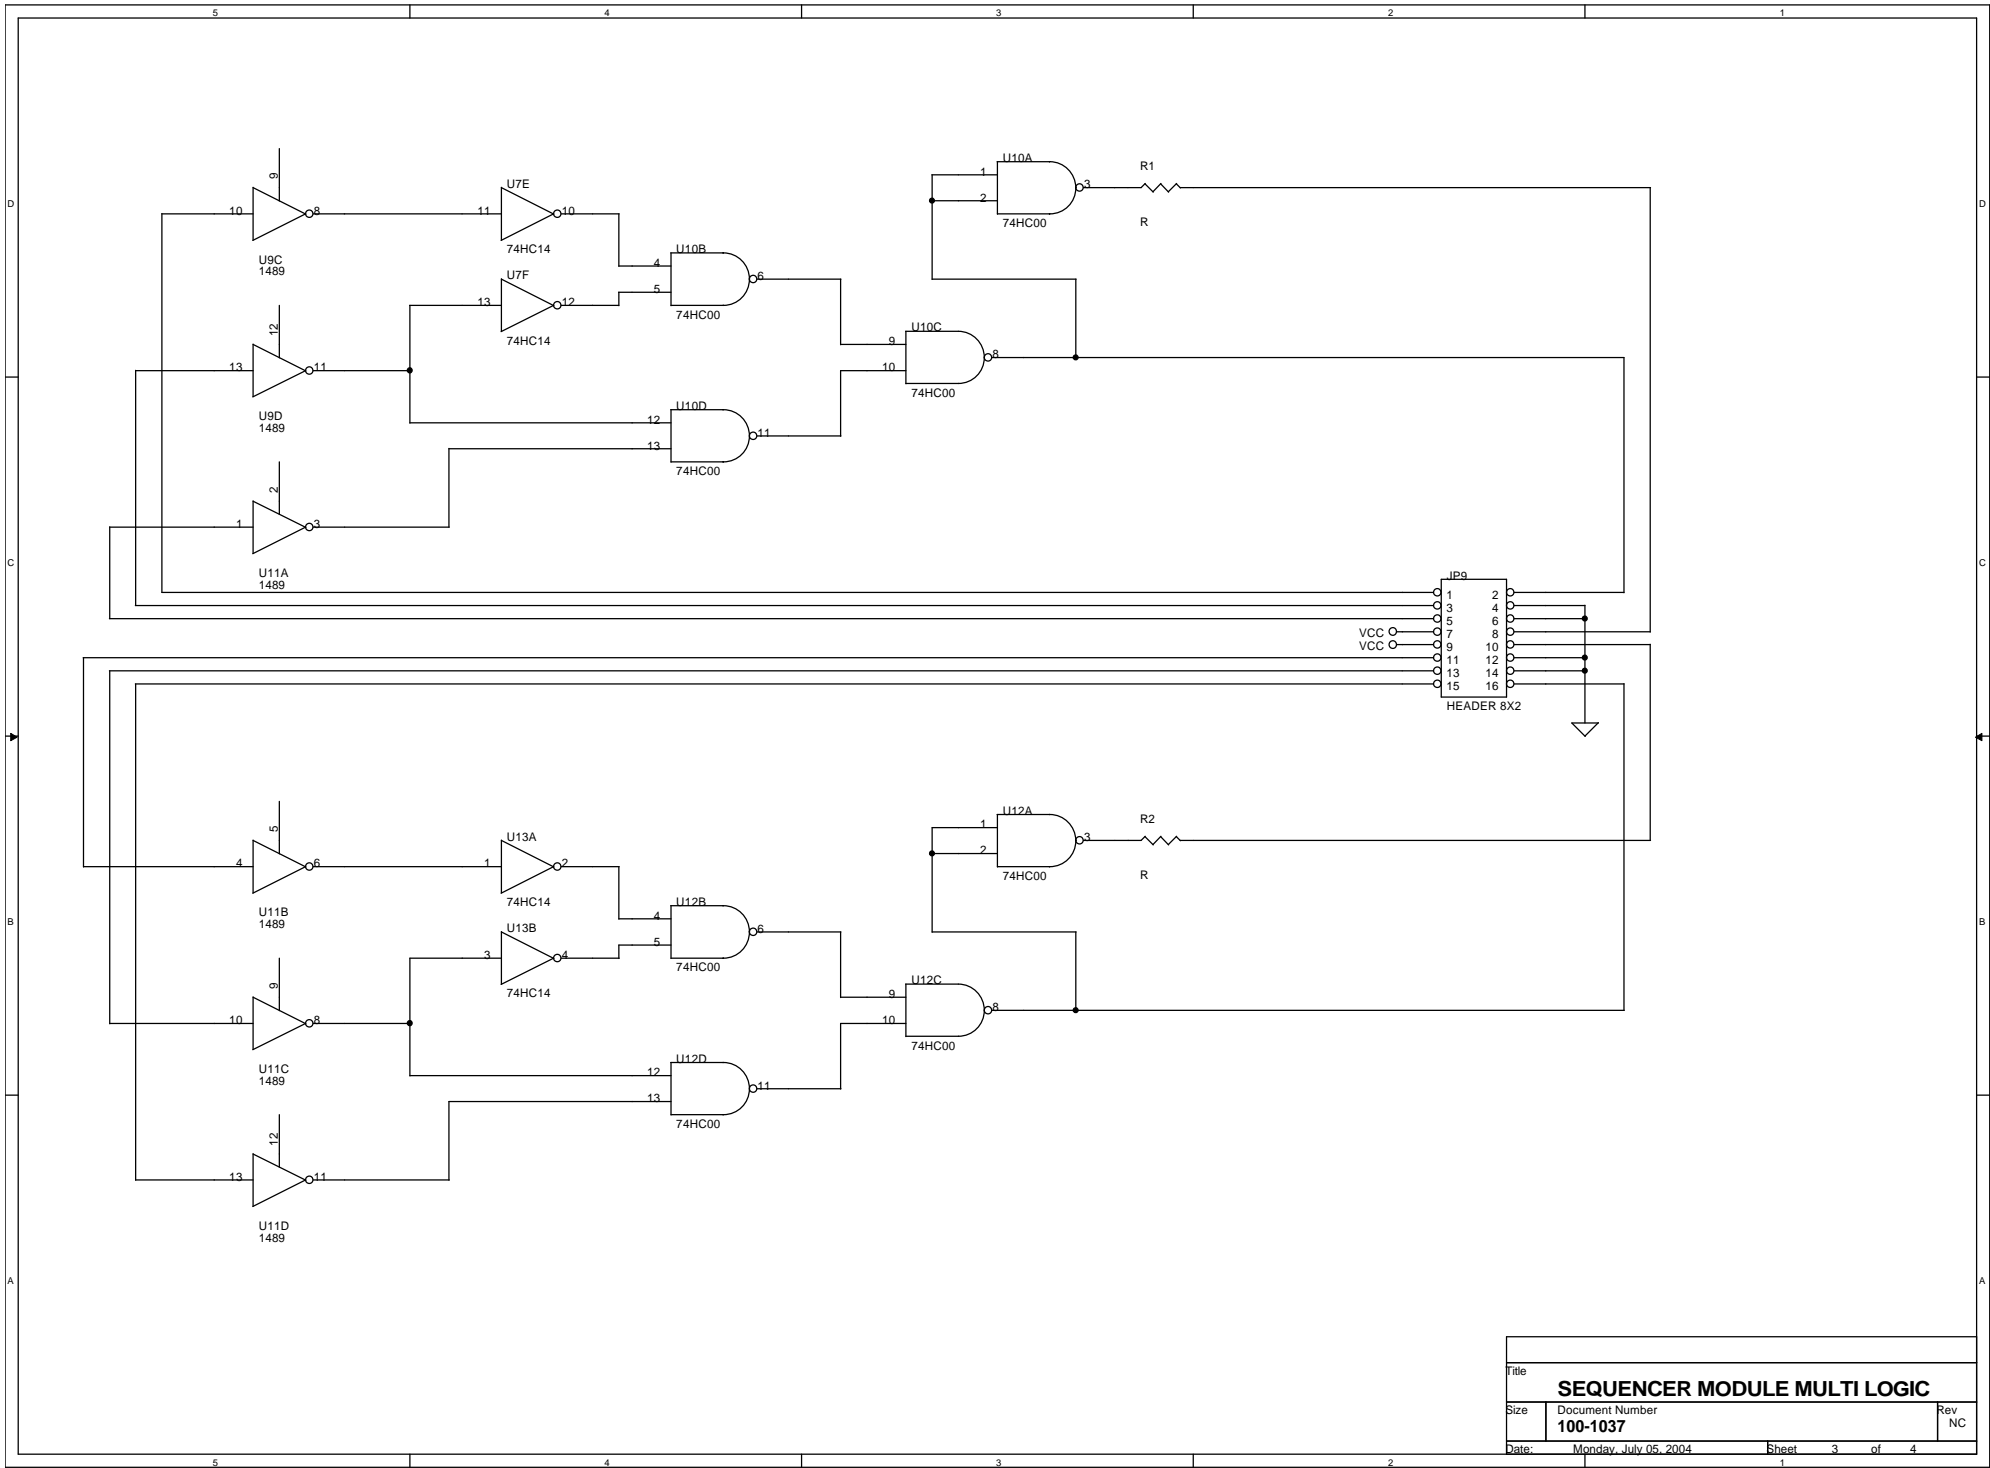 5 4 3 2 1
D D
C C
B B
A A
9
10 8
U9C
1489
U7E
11 10
74HC14
U7F
13 12
74HC14
12
13 11
U9D
1489
2
1 3
U11A
1489
U10B
4 6
5
74HC00
U10D
12 11
13
74HC00
U10C
9 8
10
74HC00
U10A
1 3
2
74HC00
R1
R
JP9
1 2
3 4
5 6
VCC 7 8
VCC 9 10
11 12
13 14
15 16
HEADER 8X2
5
4 6
U11B
1489
U13A
1 2
74HC14
U13B
3 4
74HC14
9
10 8
U11C
1489
12
13 11
U11D
1489
U12B
4 6
5
74HC00
U12D
12 11
13
74HC00
U12C
9 8
10
74HC00
U12A
1 3
2
74HC00
R2
R
Title
SEQUENCER MODULE MULTI LOGIC
Size Document Number Rev
100-1037 NC
Date: Monday, July 05, 2004 Sheet 3 of 4
5 4 3 2 1